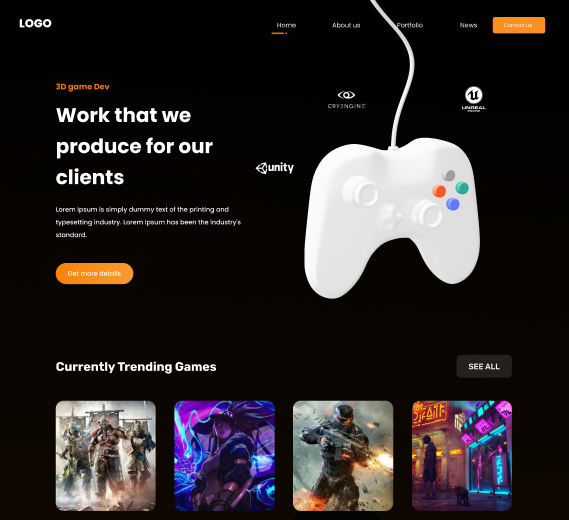 LOGO
Home
About us
Portfolio
News
Contact us
3D game Dev
CRYENGINE
UNREAL
unity
Work that we
produce for our
clients
Lorem Ipsum is simply dummy text of the printing and
typesetting industry. Lorem Ipsum has been the industry's
standard.
Get more details
Currently Trending Games
SEE ALL